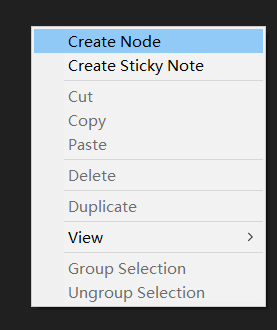 Create Node
Create Sticky Note
Cut
Copy
Paste
Delete
Duplicate
View
Group Selection
Ungroup Selection